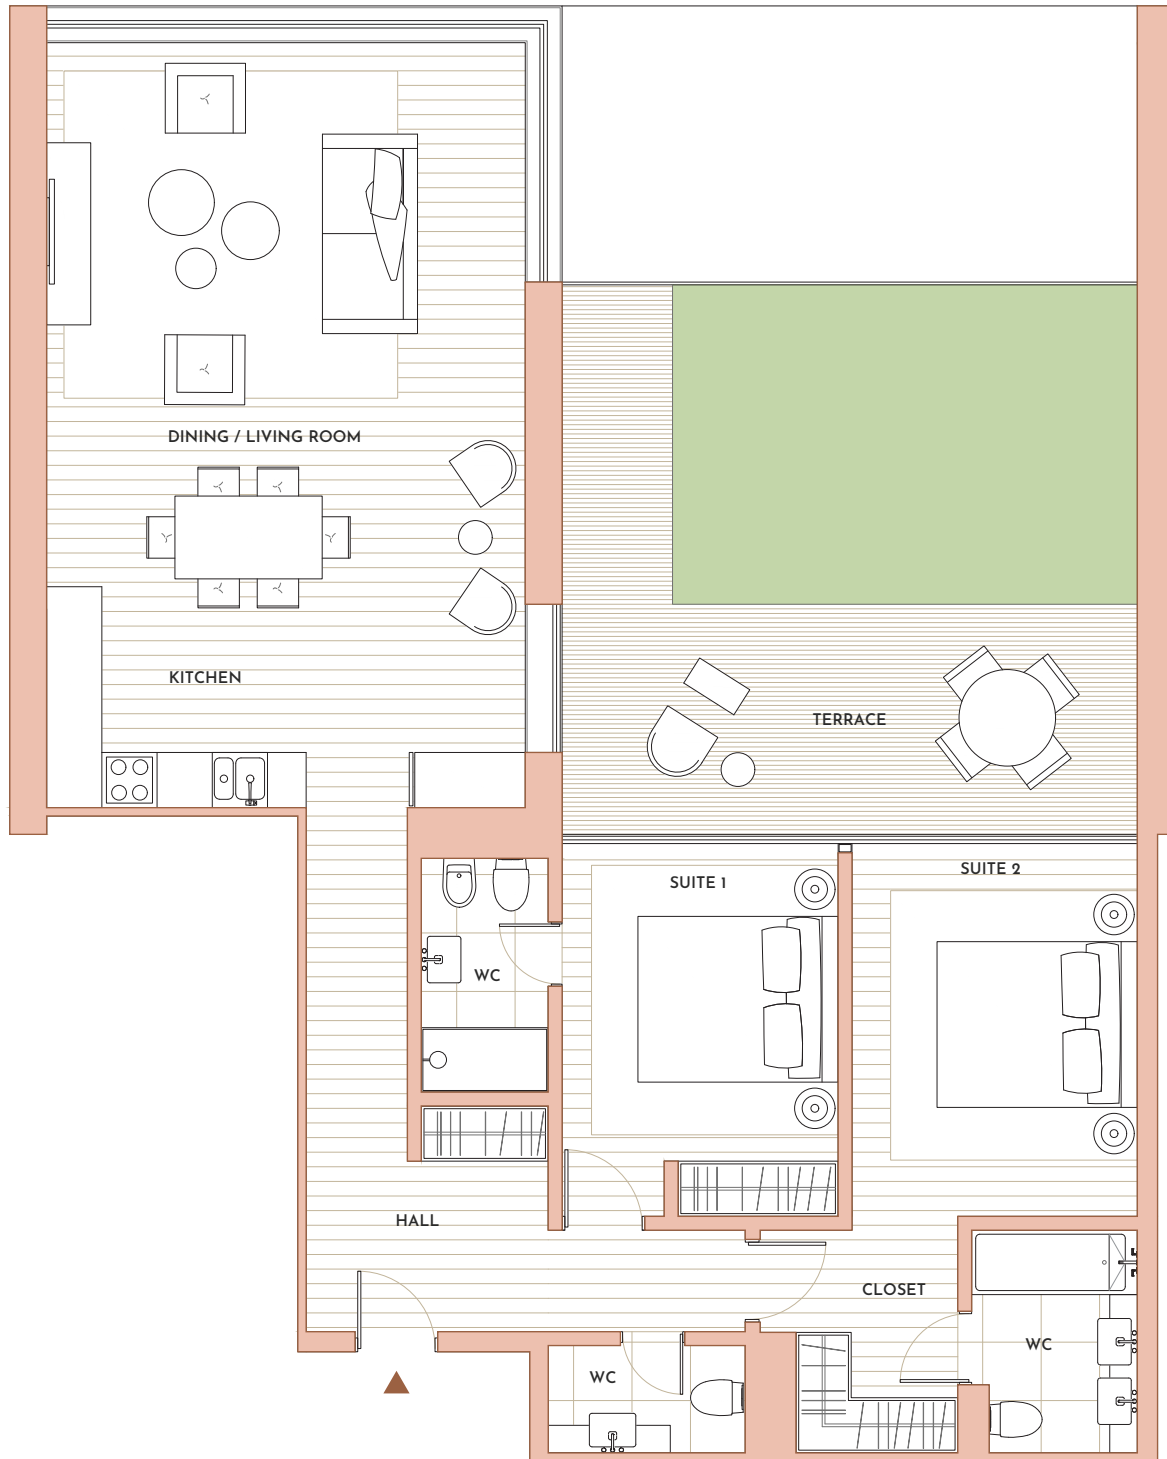 DINING / LIVING ROOM
KITCHEN
TERRACE
SUITE 1
SUITE 2
WC
HALL
CLOSET
WC
WC